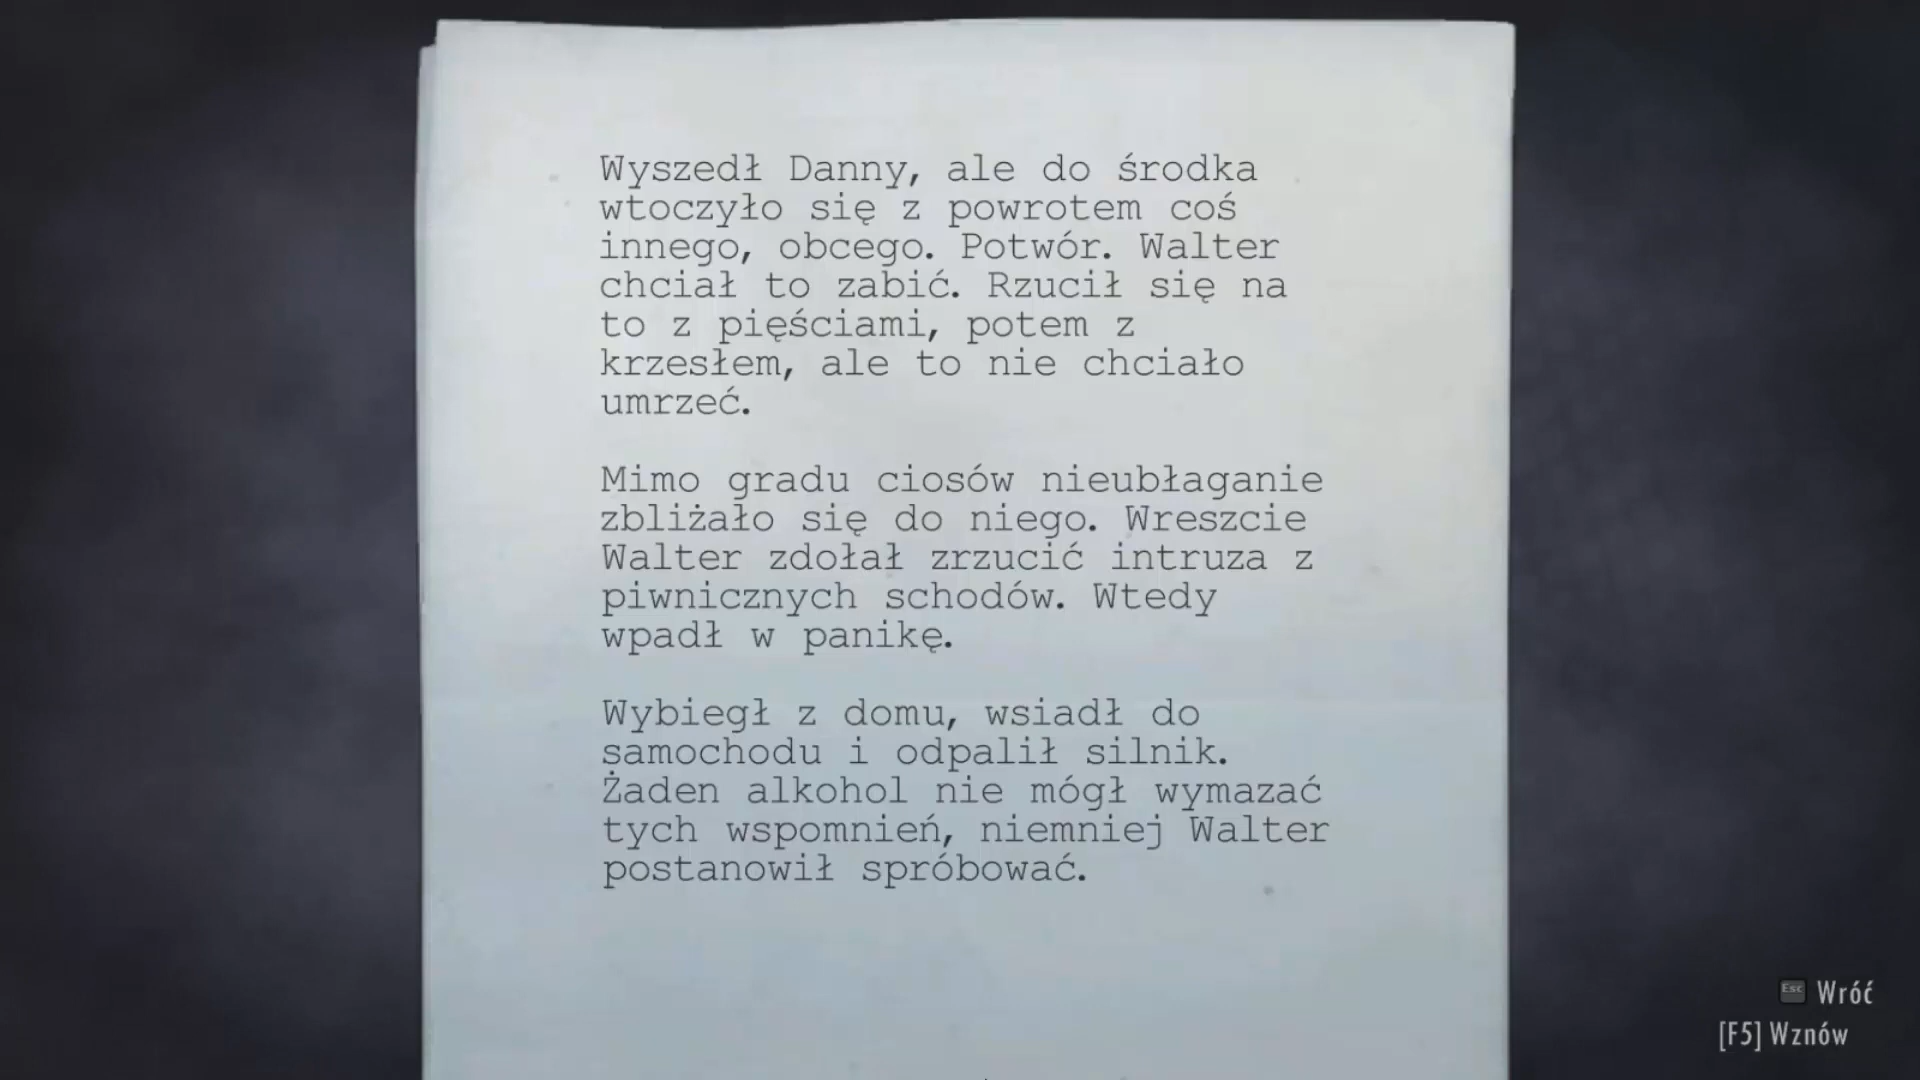 Wyszedł Danny, ale do środka
wtoczyło się z powrotem coś
innego, obcego. Potwór. Walter
chciał to zabić. Rzucił się na
to z pięściami, potem z
krzesłem, ale to nie chciało
umrzeć.
Mimo gradu ciosów nieubłaganie
zbliżało się do niego. Wreszcie
Walter zdołał zrzucić intruza z
piwnicznych schodów. Wtedy
wpadł w panikę.
Wybiegł z domu, wsiadł do
samochodu i odpalił silnik.
Żaden alkohol nie mógł wymazać
tych wspomnień, niemniej Walter
postanowił spróbować.
Esc Wróć
[F5] Wznów